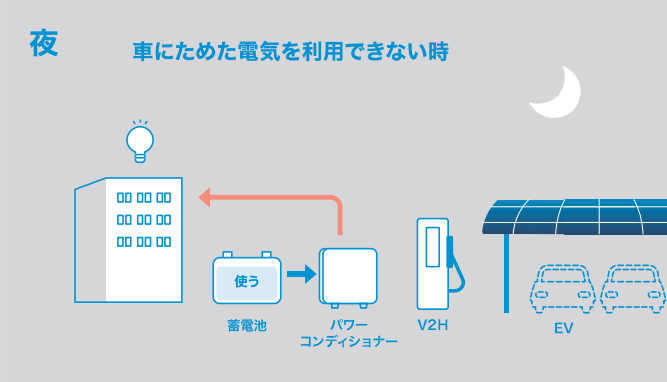 夜
車にためた電気を利用できない時
使う
蓄電池
パワー
コンディショナー
V2H
EV